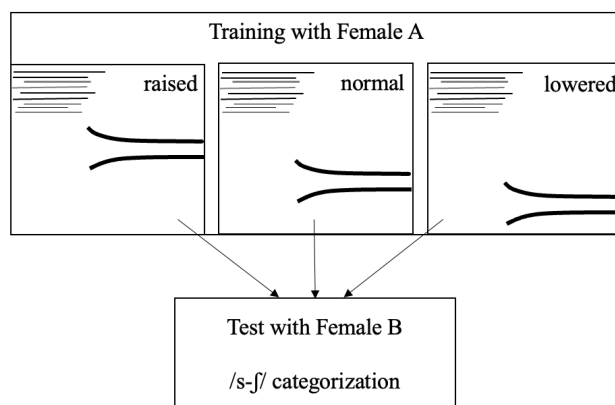 Training with Female A
raised
normal
lowered
Test with Female B
/s-ʃ/ categorization